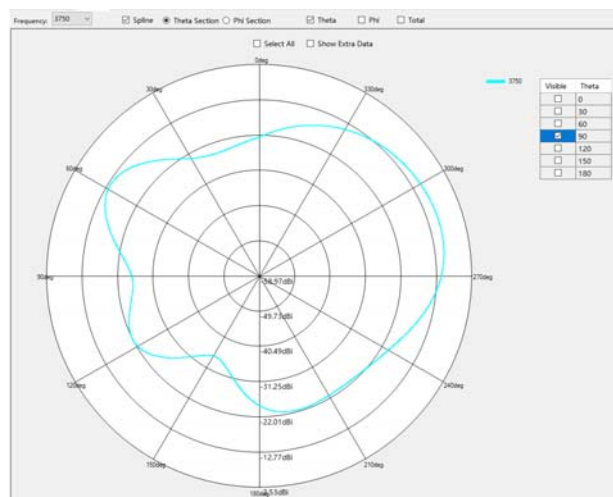 Frequency: 3750 Spline Theta Section Phi Section Theta Phi Total
Select All Show Extra Data
0deg
30deg
330deg
3750
Visible Theta
0
30
60
90
120
150
180
60deg
300deg
90deg
270deg
-58.97dBi
-49.73dBi
-40.49dBi
-31.25dBi
-22.01dBi
-12.77dBi
-3.53dBi
120deg
240deg
150deg
210deg
180deg